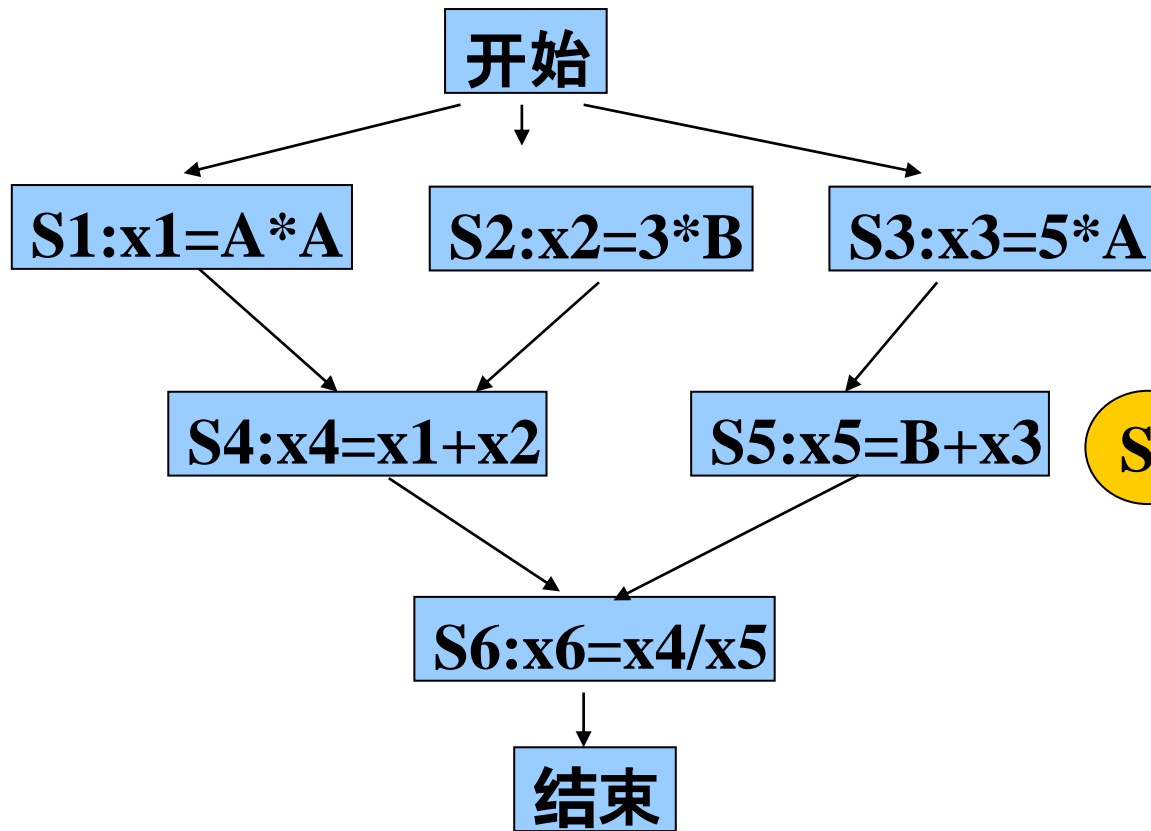 开始
S1:x1=A*A
S2:x2=3*B
S3:x3=5*A
S4:x4=x1+x2
S5:x5=B+x3
S
S6:x6=x4/x5
结束